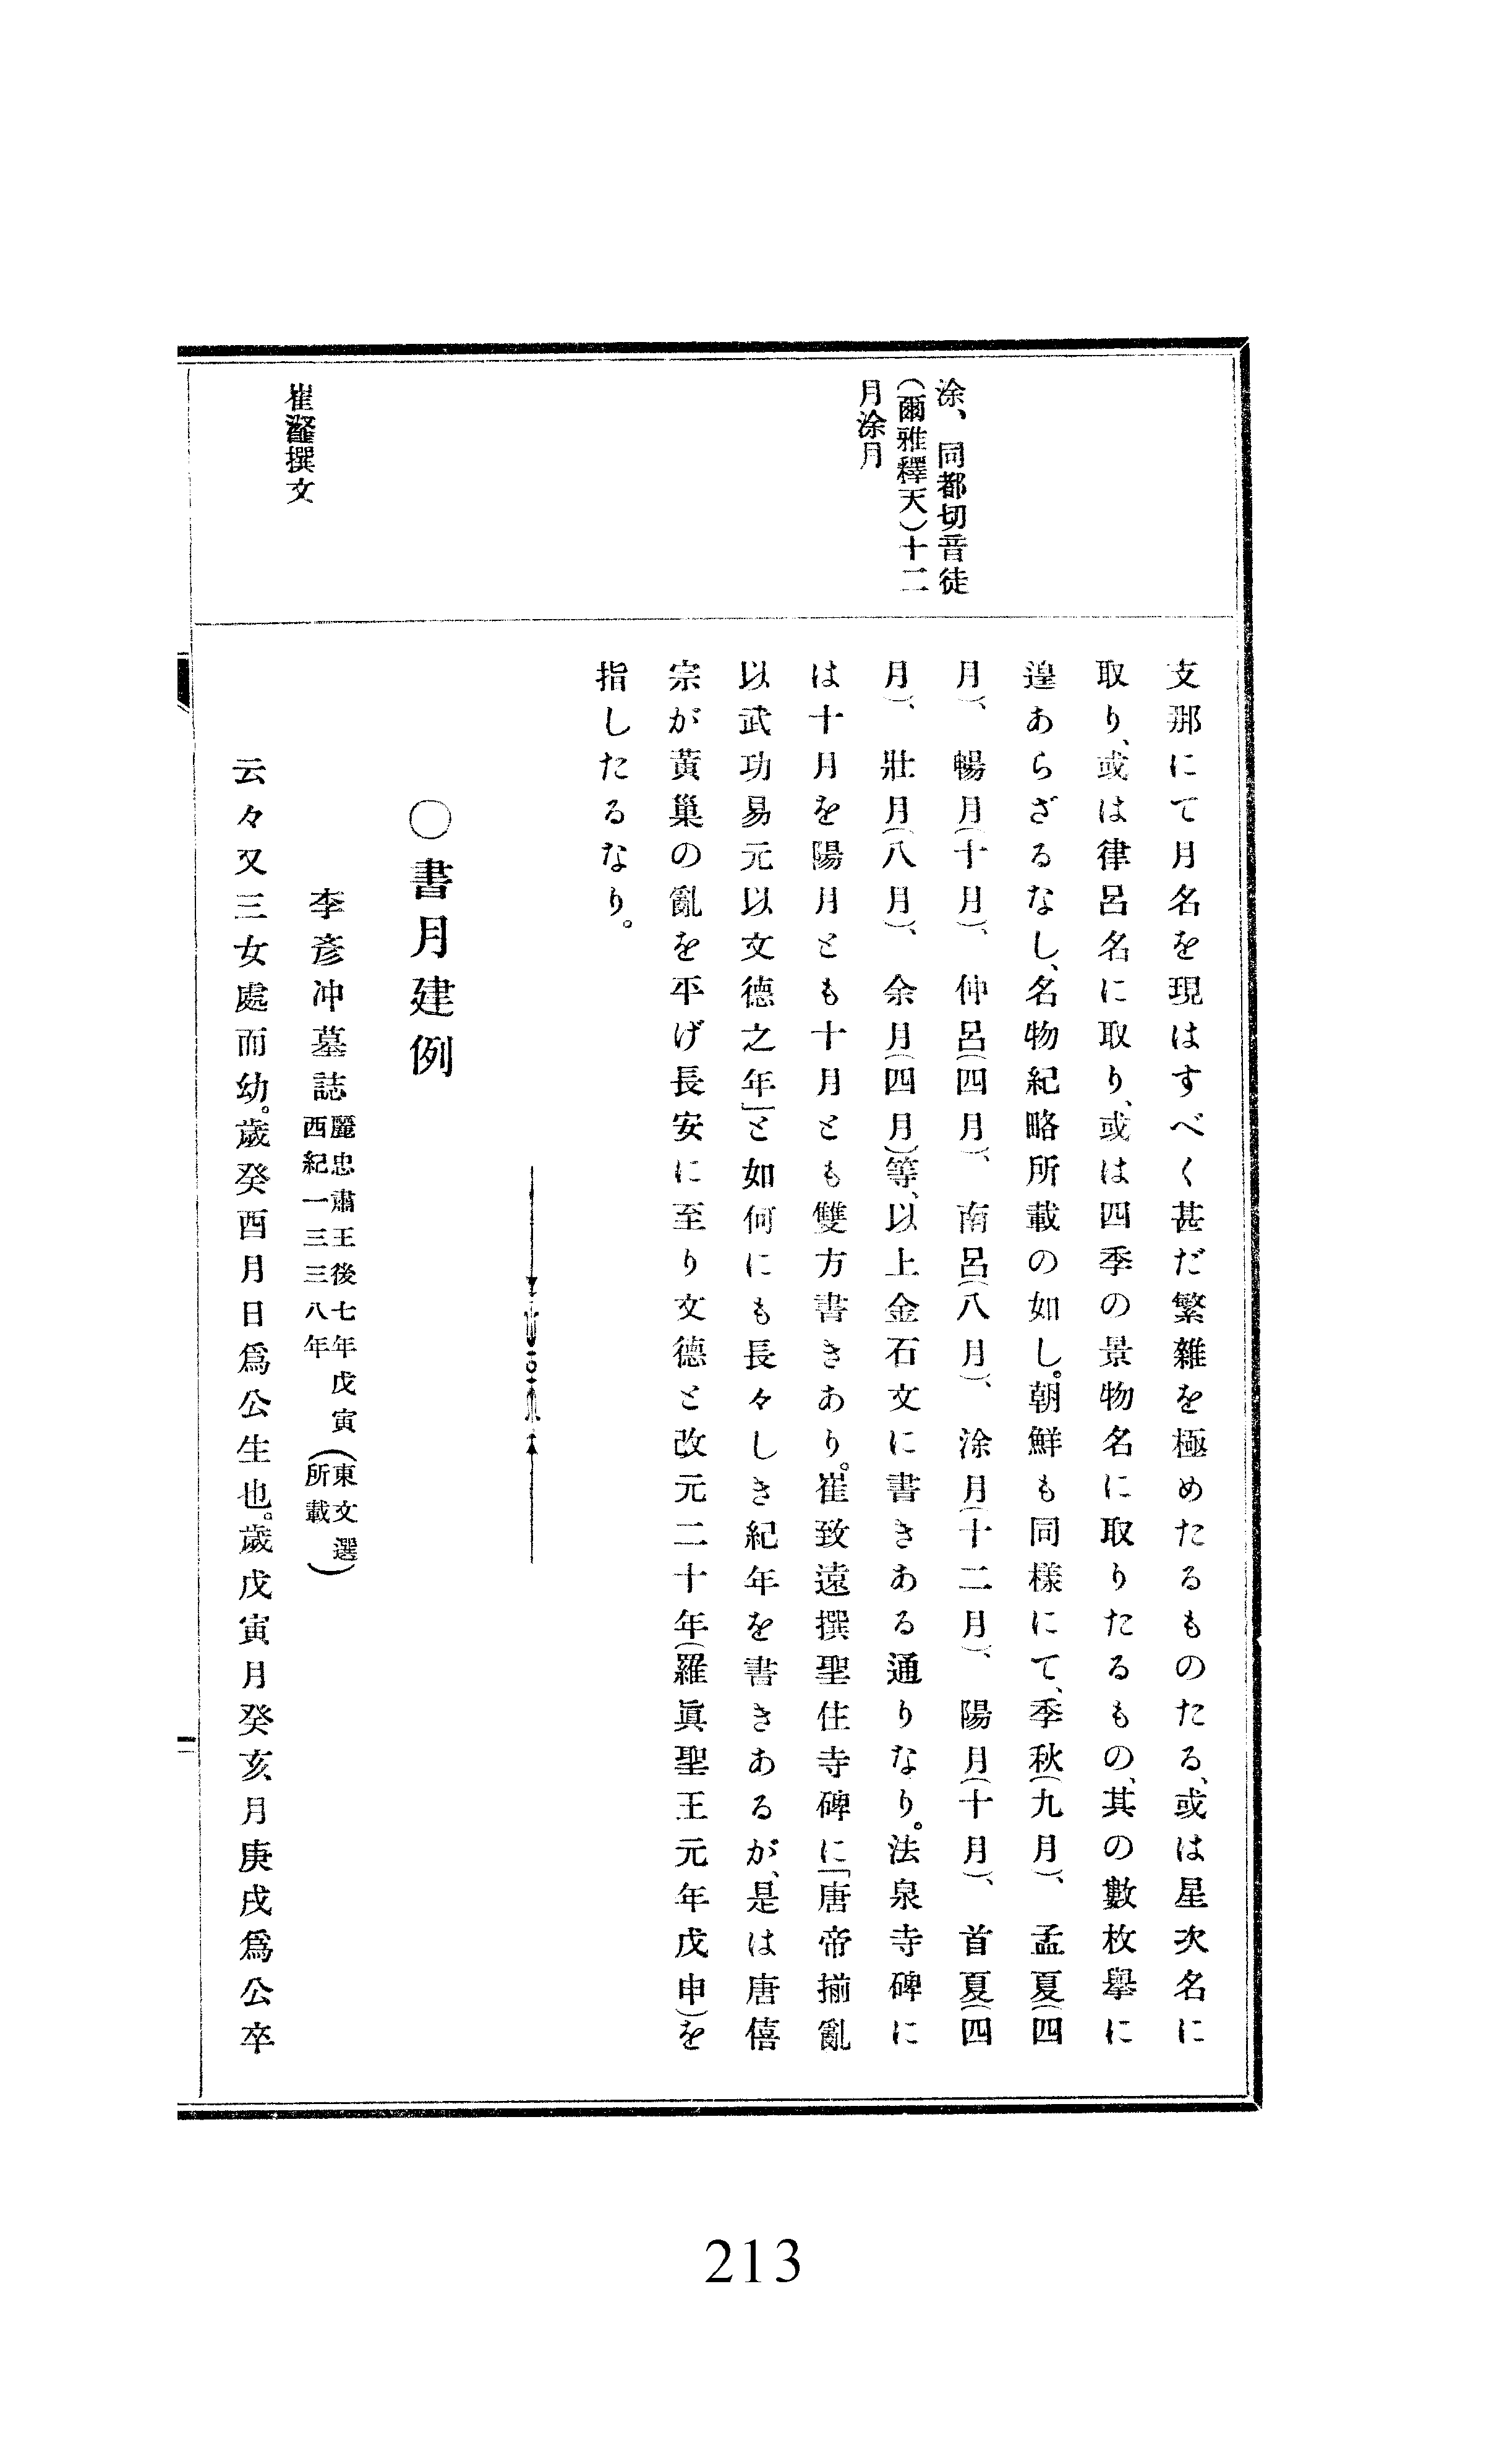 涂、同都切音徒
(爾雅釋天)十二
月涂月
崔瀣撰文
支那にて月名を現はすべく甚だ繁雜を極めたるものたる、或は星次名に
取り、或は律呂名に取り、或は四季の景物名に取りたるもの、其の數枚擧に
遑あらざるなし、名物紀略所載の如し。朝鮮も同樣にて、季秋(九月)、孟夏(四
月)、暢月(十月)、仲呂(四月)、南呂(八月)、涂月(十二月)、陽月(十月)、首夏(四
月)、壯月(八月)、余月(四月)等、以上金石文に書きある通りなり。法泉寺碑に
は十月を陽月とも十月とも雙方書きあり。崔致遠撰聖住寺碑に「唐帝揃亂
以武功易元以文德之年」と如何にも長々しき紀年を書きあるが、是は唐僖
宗が黃巢の亂を平げ長安に至り文德と改元二十年(羅眞聖王元年戊申)を
指したるなり。
〇書月建例
李彦冲墓誌 麗忠肅王後七年戊寅(東文選
西紀一三三八年 所載)
云々又三女處而幼。歲癸酉月日爲公生也。歲戊寅月癸亥月庚戌爲公卒
213